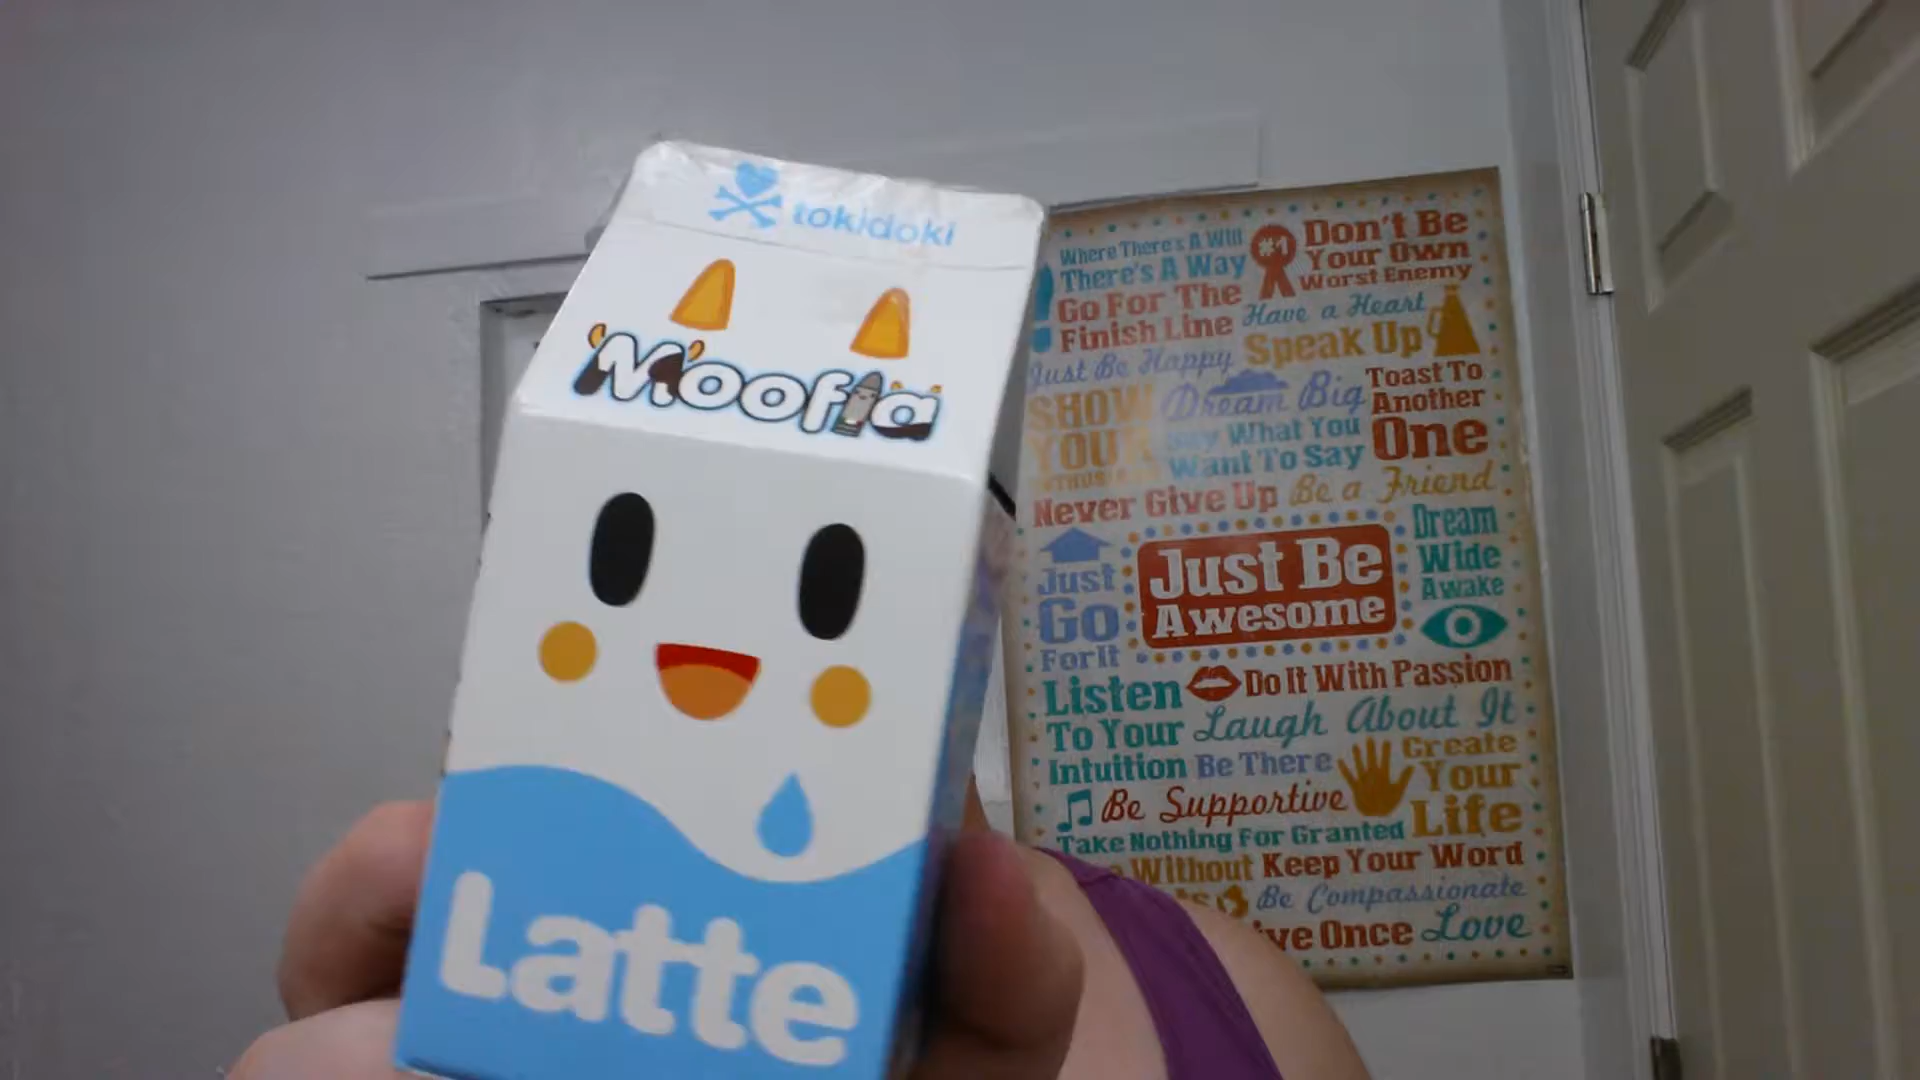 tokidoki
Moofia
Latte
Where There's A Will
There's A Way
Go For The
Finish Line
#1
Don't Be
Your Own
Worst Enemy
Have a Heart
Just Be Happy
Speak Up
SHOW
YOUR
Dream Big
Say What You
Want To Say
Toast To
Another
One
Never Give Up
Be a Friend
Just
Go
For It
Just Be
Awesome
Dream
Wide
Awake
Listen
To Your
Intuition
Do It With Passion
Laugh About It
Be There
Create
Your
Life
Be Supportive
Take Nothing For Granted
Without
Keep Your Word
Be Compassionate
Once
Love